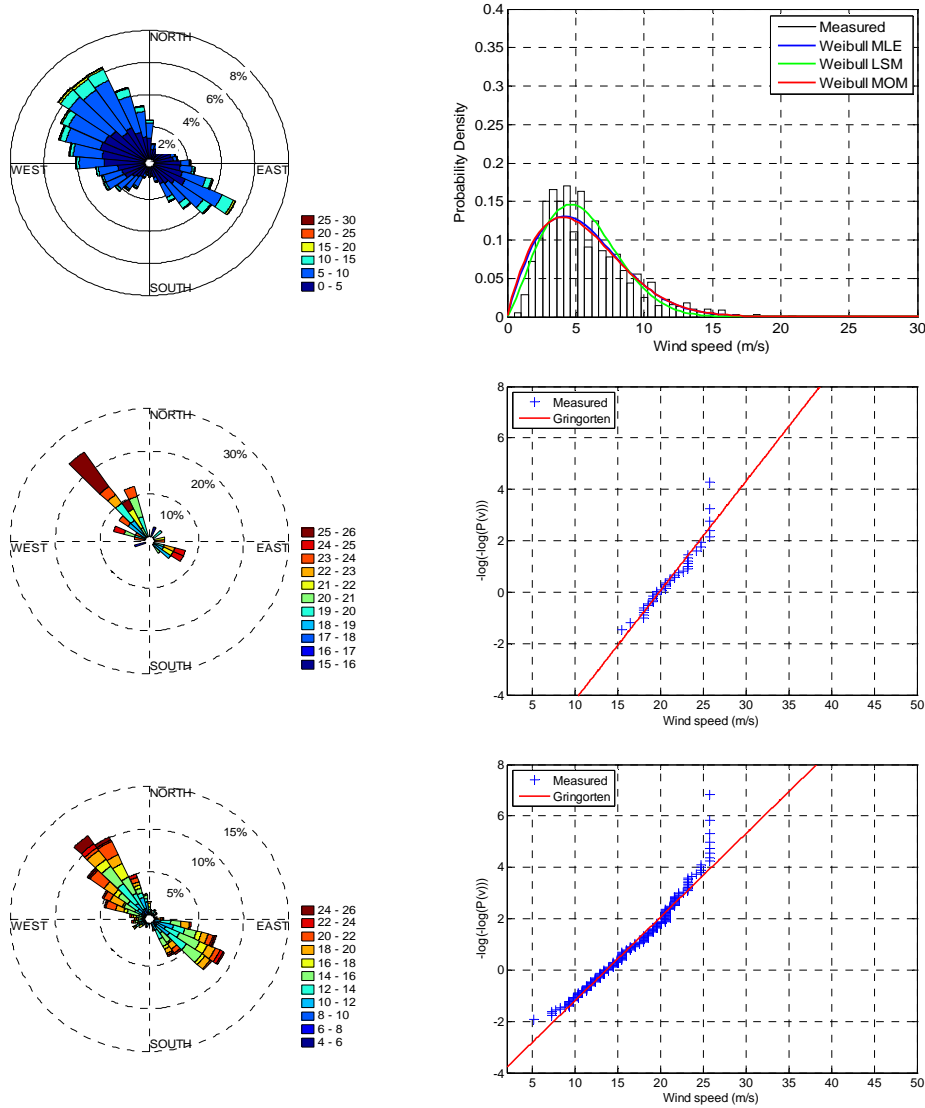 NORTH
8%
6%
4%
2%
WEST
EAST
SOUTH
25 - 30
20 - 25
15 - 20
10 - 15
5 - 10
0 - 5
Measured
Weibull MLE
Weibull LSM
Weibull MOM
Probability Density
0.4
0.35
0.3
0.25
0.2
0.15
0.1
0.05
0
0 5 10 15 20 25 30
Wind speed (m/s)
NORTH
30%
20%
10%
WEST
EAST
SOUTH
25 - 26
24 - 25
23 - 24
22 - 23
21 - 22
20 - 21
19 - 20
18 - 19
17 - 18
16 - 17
15 - 16
Measured
Gringorten
-log(-log(P(v)))
8
6
4
2
0
-2
-4
5 10 15 20 25 30 35 40 45 50
Wind speed (m/s)
NORTH
15%
10%
5%
WEST
EAST
SOUTH
24 - 26
22 - 24
20 - 22
18 - 20
16 - 18
14 - 16
12 - 14
10 - 12
8 - 10
6 - 8
4 - 6
Measured
Gringorten
-log(-log(P(v)))
8
6
4
2
0
-2
-4
5 10 15 20 25 30 35 40 45 50
Wind speed (m/s)